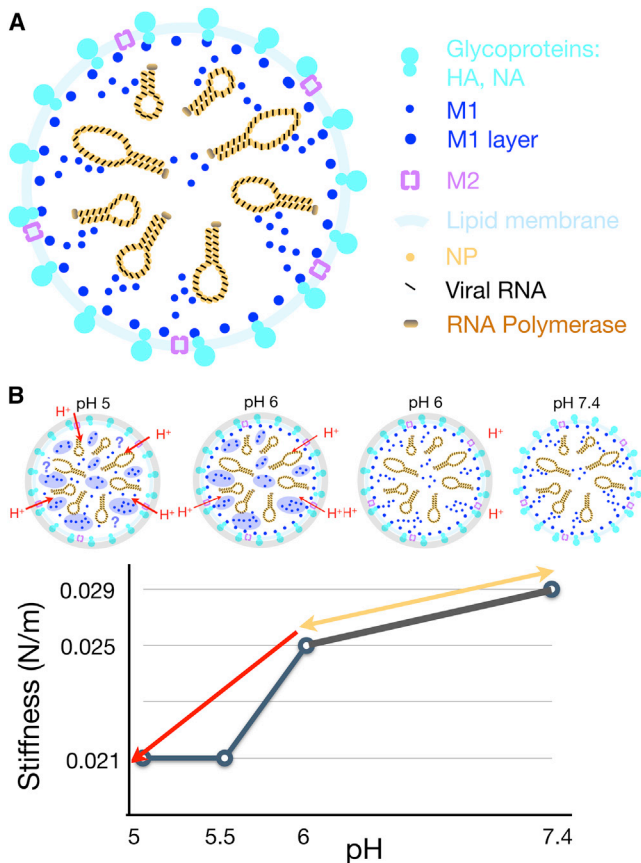 A
Glycoproteins:
HA, NA
M1
M1 layer
M2
Lipid membrane
NP
Viral RNA
RNA Polymerase
B
pH 5
pH 6
pH 6
pH 7.4
H⁺
H⁺
H⁺
H⁺
?
?
?
H⁺
H⁺
H⁺
H⁺
H⁺
H⁺
H⁺
Stiffness (N/m)
0.029
0.025
0.021
5
5.5
6
7.4
pH